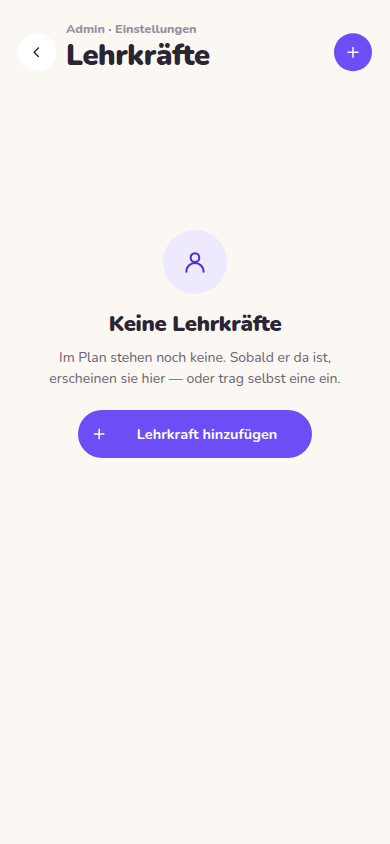 Admin · Einstellungen
Lehrkräfte
Keine Lehrkräfte
Im Plan stehen noch keine. Sobald er da ist,
erscheinen sie hier — oder trag selbst eine ein.
Lehrkraft hinzufügen